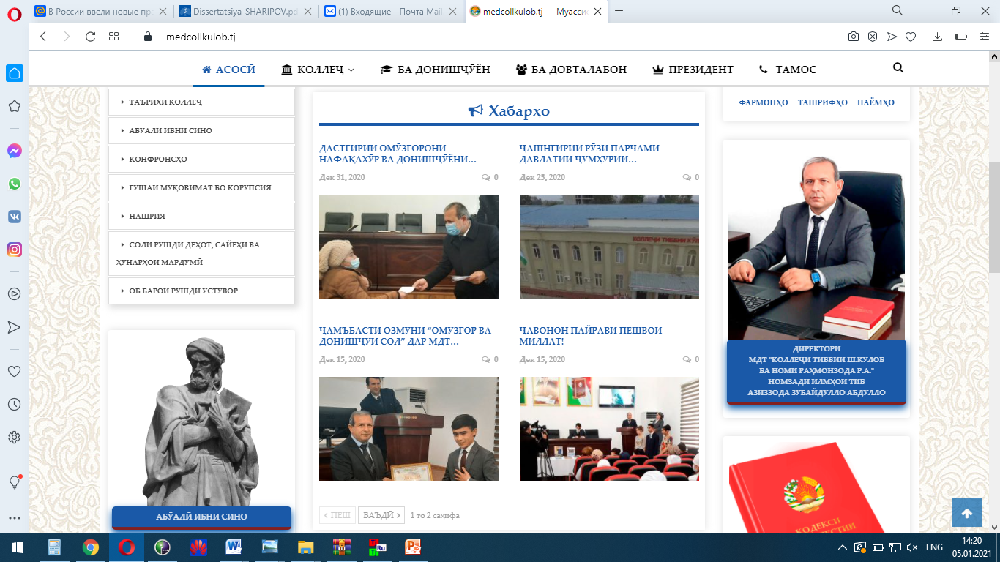 В России ввели новые пра
Dissertatsiya-SHARIPOV.pd
(1) Входящие - Почта Mail
medcollkulob.tj — Муассис
medcollkulob.tj
АСОСӢ
КОЛЛЕҶ
БА ДОНИШҶӮЁН
БА ДОВТАЛАБОН
ПРЕЗИДЕНТ
ТАМОС
ТАЪРИХИ КОЛЛЕҶ
АБӮАЛӢ ИБНИ СИНО
КОНФРОНСҲО
ГӮШАИ МУҚОВИМАТ БО КОРУПСИЯ
НАШРИЯ
СОЛИ РУШДИ ДЕҲОТ, САЙЁҲӢ ВА
ҲУНАРҲОИ МАРДУМӢ
ОБ БАРОИ РУШДИ УСТУВОР
АБӮАЛӢ ИБНИ СИНО
Хабарҳо
ДАСТГИРИИ ОМӮЗГОРОНИ
НАФАҚАХӮР ВА ДОНИШҶӮЁНИ...
Дек 31, 2020
0
ҶАШНГИРИИ РӮЗИ ПАРЧАМИ
ДАВЛАТИИ ҶУМҲУРИИ...
Дек 25, 2020
0
КОЛЛЕҶИ ТИББИИ КӮЛ
ҶАМЪБАСТИ ОЗМУНИ “ОМӮЗГОР ВА
ДОНИШҶӮИ СОЛ” ДАР МДТ...
Дек 15, 2020
0
ҶАВОНОН ПАЙРАВИ ПЕШВОИ
МИЛЛАТ!
Дек 15, 2020
0
ПЕШ
БАЪДӢ
1 то 2 саҳифа
ФАРМОНҲО
ТАШРИФҲО
ПАЁМҲО
ДИРЕКТОРИ
МДТ "КОЛЛЕҶИ ТИББИИ Ш.КӮЛОБ
БА НОМИ РАҲМОНЗОДА Р.А."
НОМЗАДИ ИЛМҲОИ ТИБ
АЗИЗЗОДА ЗУБАЙДУЛЛО АБДУЛЛО
КОДЕКСИ
ENG
14:20
05.01.2021